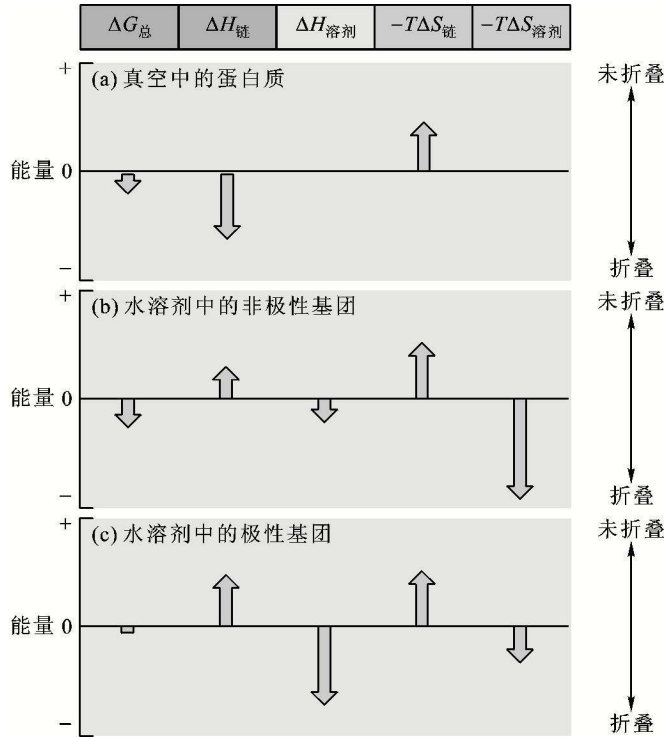 ΔG总 ΔH链 ΔH溶剂 −TΔS链 −TΔS溶剂
+ (a) 真空中的蛋白质 未折叠
能量 0
− 折叠
+ (b) 水溶剂中的非极性基团 未折叠
能量 0
− 折叠
+ (c) 水溶剂中的极性基团 未折叠
能量 0
− 折叠